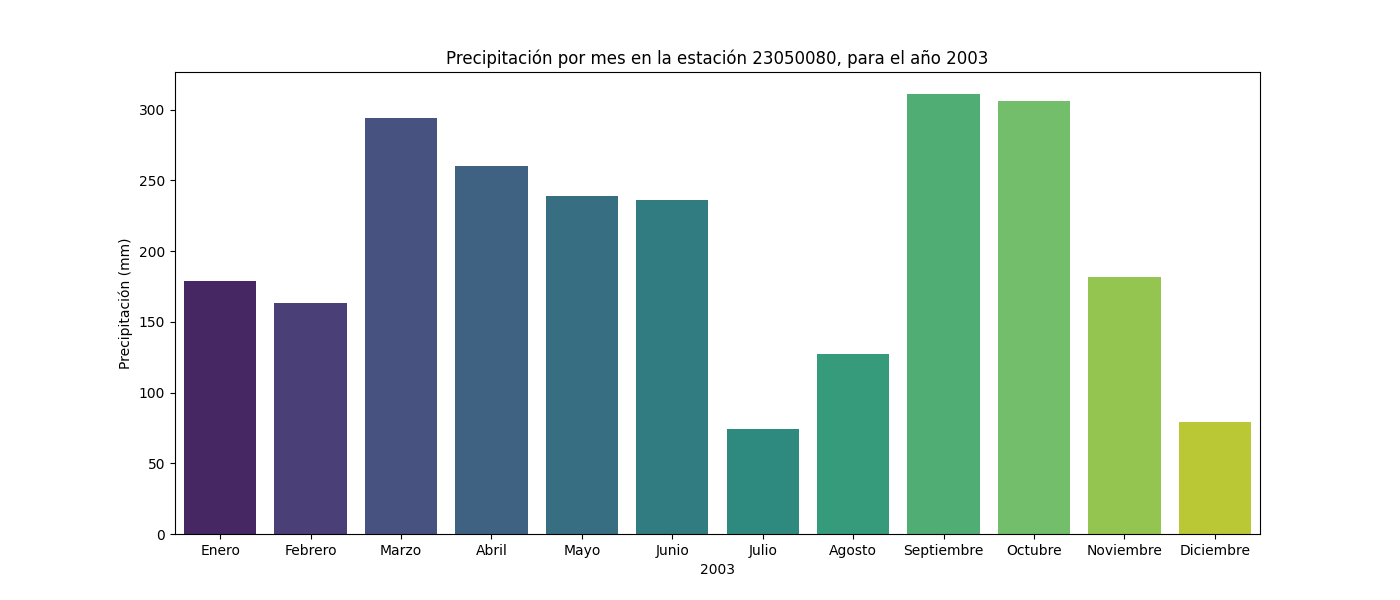 Precipitación por mes en la estación 23050080, para el año 2003
Precipitación (mm)
300
250
200
150
100
50
0
Enero Febrero Marzo Abril Mayo Junio Julio Agosto Septiembre Octubre Noviembre Diciembre
2003